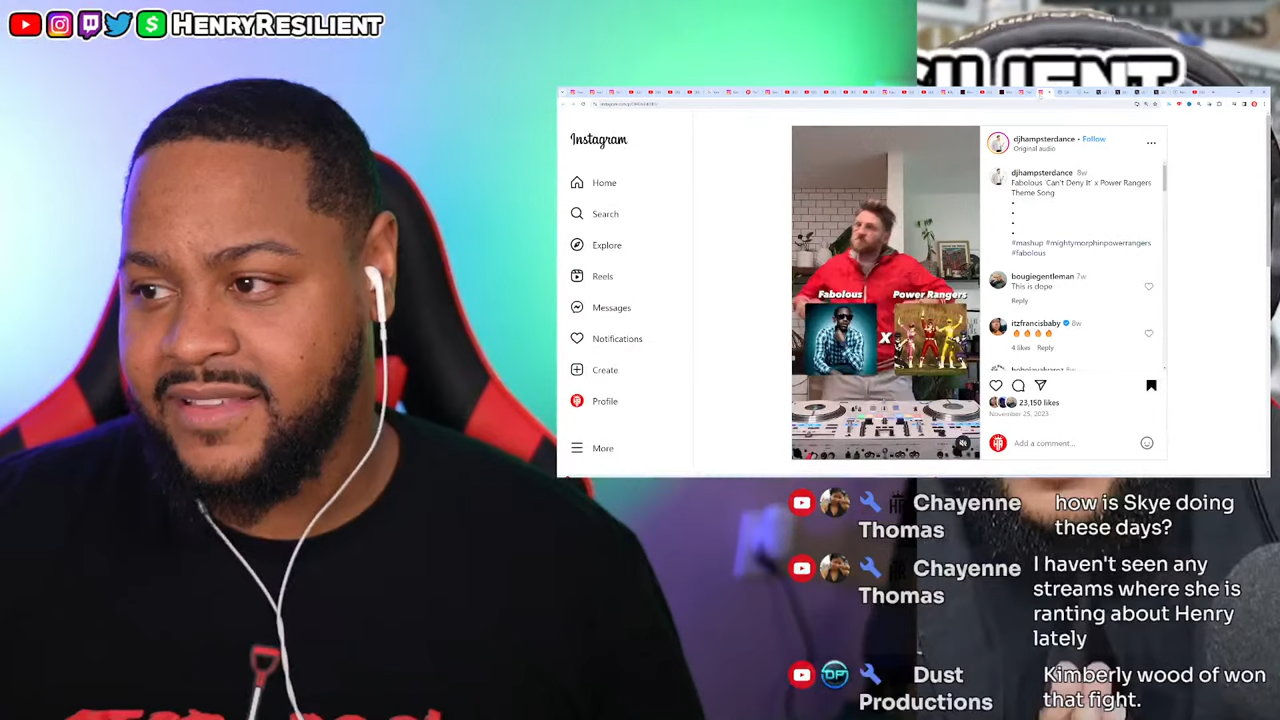 HENRYRESILIENT
Instagram
Home
Search
Explore
Reels
Messages
Notifications
Create
Profile
More
Fabolous
Power Rangers
X
djhampsterdance • Follow
Original audio
djhampsterdance 8w
Fabolous 'Can't Deny It' x Power Rangers
Theme Song
•
•
•
•
#mashup #mightymorphinpowerrangers
#fabolous
bougiegentleman 7w
This is dope
Reply
itzfrancisbaby 8w
🔥🔥🔥🔥
4 likes Reply
23,150 likes
November 25, 2023
Add a comment...
Chayenne Thomas how is Skye doing
these days?
Chayenne Thomas I haven't seen any
streams where she is
ranting about Henry
lately
Dust Productions Kimberly wood of won
that fight.